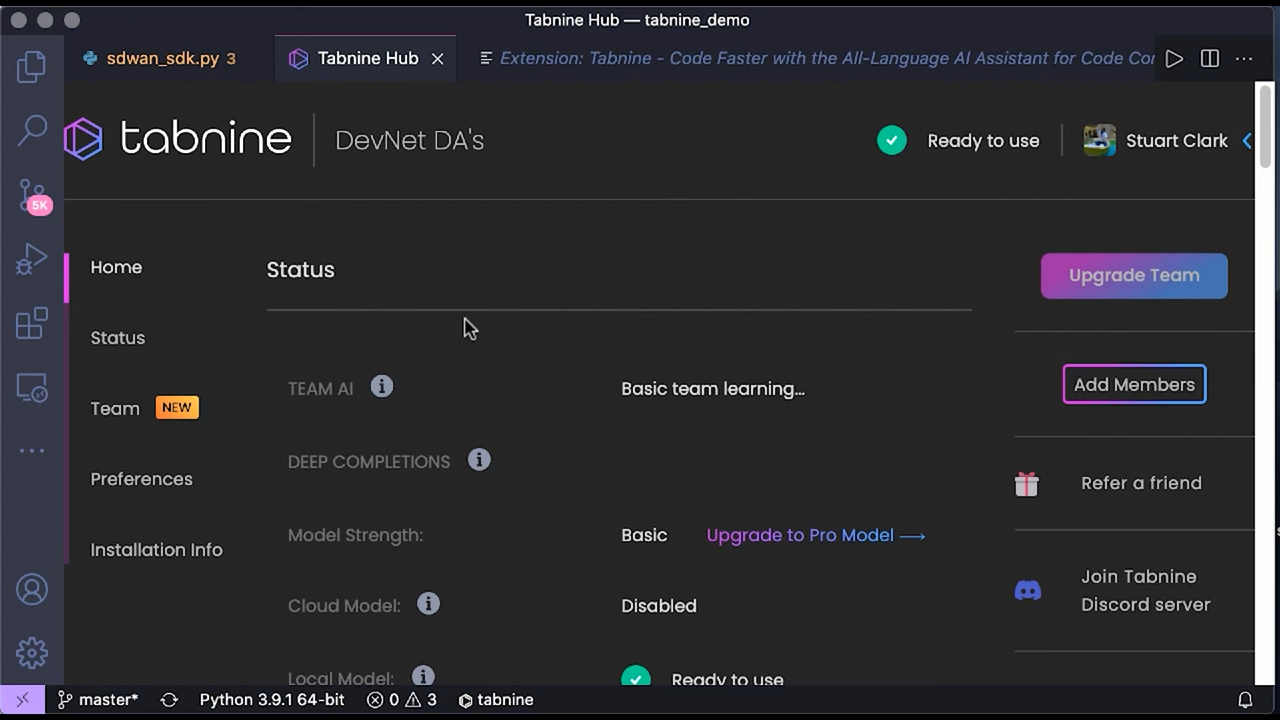 Tabnine Hub — tabnine_demo
sdwan_sdk.py 3
Tabnine Hub
Extension: Tabnine - Code Faster with the All-Language AI Assistant for Code Cor
tabnine
DevNet DA's
Ready to use
Stuart Clark
5K
Home
Status
Team NEW
Preferences
Installation Info
Status
TEAM AI
Basic team learning...
DEEP COMPLETIONS
Model Strength:
Basic
Upgrade to Pro Model
Cloud Model:
Disabled
Local Model:
Ready to use
Upgrade Team
Add Members
Refer a friend
Join Tabnine
Discord server
master*
Python 3.9.1 64-bit
0
3
tabnine